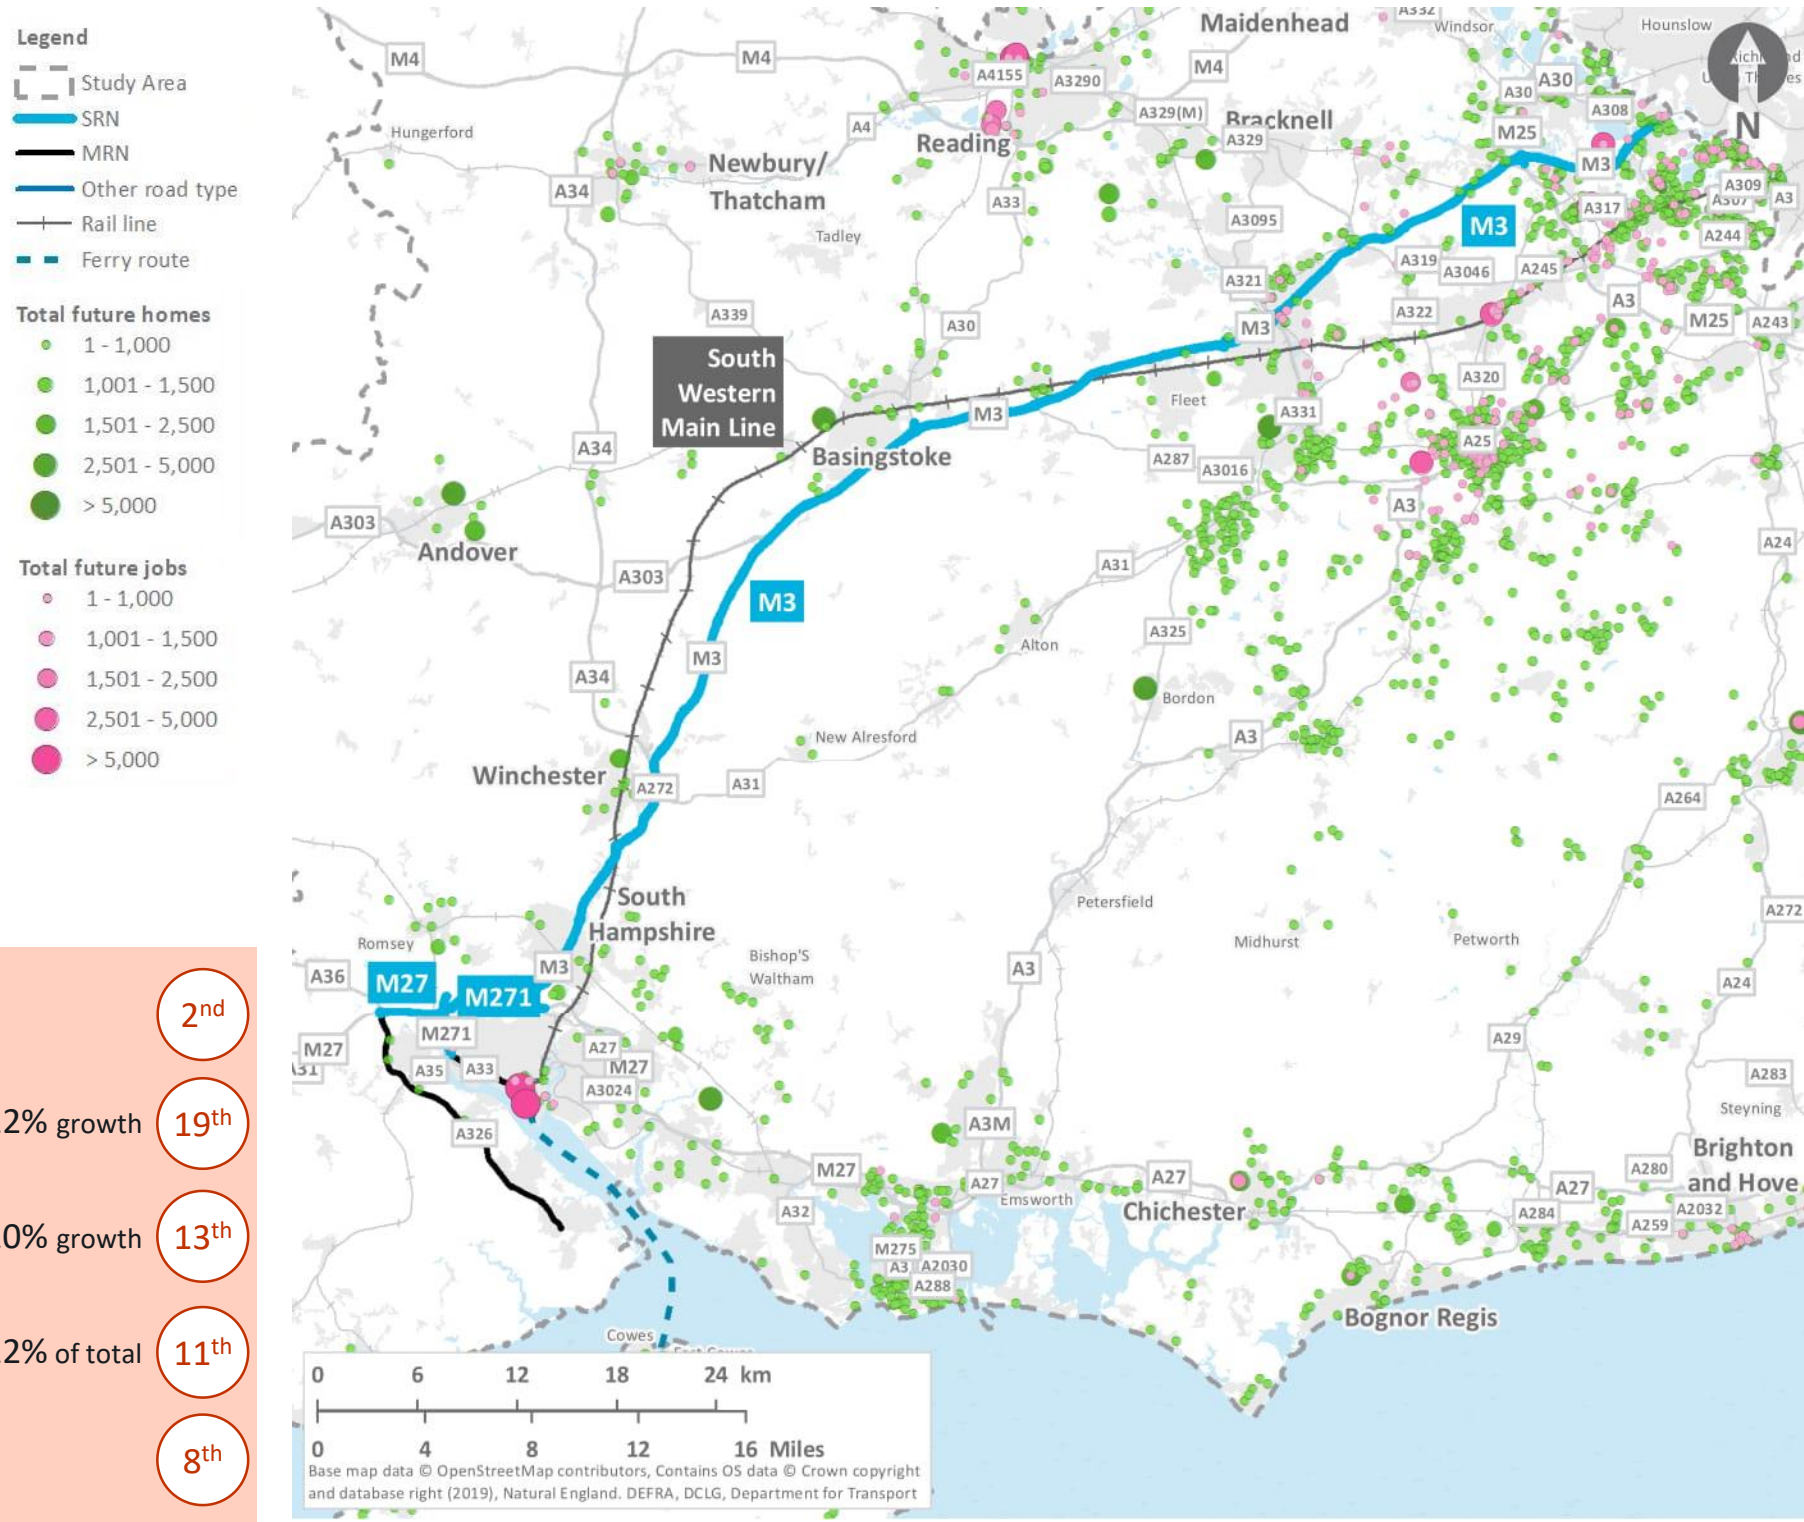 Legend
Study Area
SRN
MRN
Other road type
Rail line
Ferry route
Total future homes
1 - 1,000
1,001 - 1,500
1,501 - 2,500
2,501 - 5,000
> 5,000
Total future jobs
1 - 1,000
1,001 - 1,500
1,501 - 2,500
2,501 - 5,000
> 5,000
2nd
2% growth 19th
0% growth 13th
2% of total 11th
8th
Maidenhead
A332
Windsor
Hounslow
M4
M4
A4155
A3290
M4
A30
A30
N
Hungerford
A4
Reading
A329(M)
Bracknell
A329
A308
M25
M3
Newbury/
Thatcham
A34
A33
A3095
M3
A317
A309
A307
A3
A244
Tadley
A321
A319
A3046
A245
A339
A30
M3
A322
A3
M25
A243
South
Western
Main Line
A320
Fleet
A331
M3
A34
Basingstoke
A287
A3016
A25
A303
Andover
A3
A24
A303
M3
A31
M3
Alton
A325
A34
Bordon
New Alresford
A3
Winchester
A272
A31
A264
South
Hampshire
Petersfield
A272
Romsey
Bishop'S
Waltham
Midhurst
Petworth
A36
M27
M271
M3
A3
A24
M271
M27
A31
A35
A33
A27
M27
A3024
A29
A283
Steyning
A326
A3M
Brighton
and Hove
M27
A27
Emsworth
A27
A280
A27
A32
Chichester
A284
A2032
A259
M275
A3
A2030
A288
Bognor Regis
Cowes
East Cowes
0 6 12 18 24 km
0 4 8 12 16 Miles
Base map data © OpenStreetMap contributors, Contains OS data © Crown copyright
and database right (2019), Natural England. DEFRA, DCLG, Department for Transport